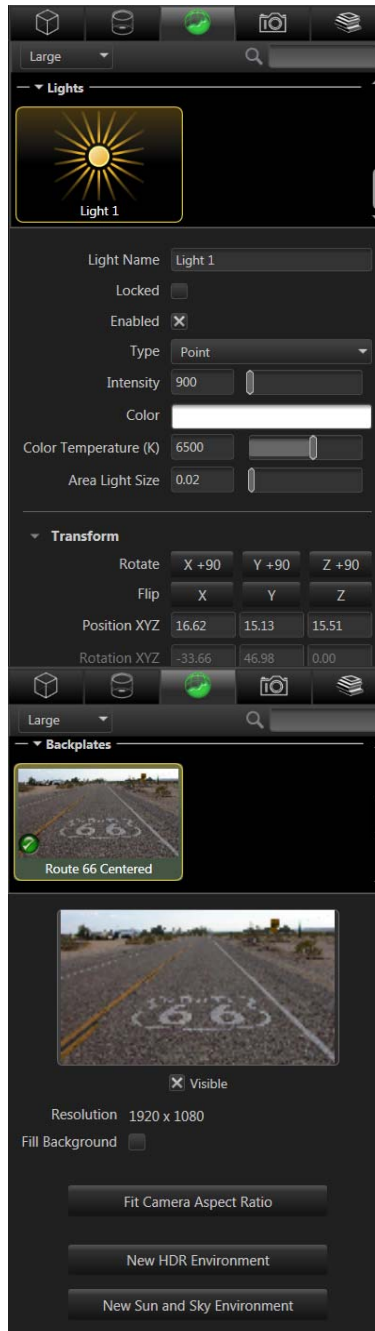 Large
Lights
Light 1
Light Name Light 1
Locked
Enabled
Type Point
Intensity 900
Color
Color Temperature (K) 6500
Area Light Size 0.02
Transform
Rotate X +90 Y +90 Z +90
Flip X Y Z
Position XYZ 16.62 15.13 15.51
Rotation XYZ -33.66 46.98 0.00
Large
Backplates
66
Route 66 Centered
66
Visible
Resolution 1920 x 1080
Fill Background
Fit Camera Aspect Ratio
New HDR Environment
New Sun and Sky Environment